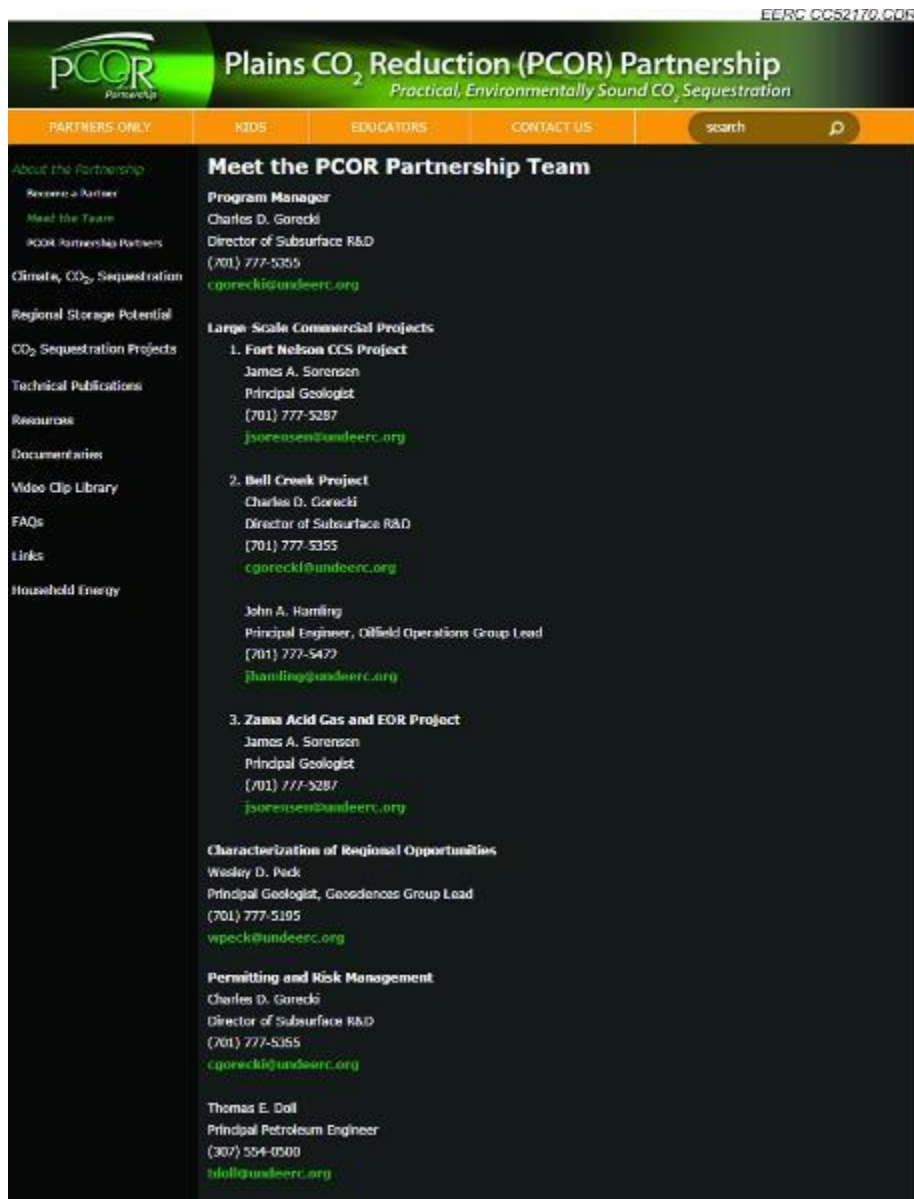 EERC CC52170.CDR
PCOR
Partnership
Plains CO2 Reduction (PCOR) Partnership
Practical, Environmentally Sound CO2 Sequestration
PARTNERS ONLY
KIDS
EDUCATORS
CONTACT US
search
About the Partnership
Become a Partner
Meet the Team
PCOR Partnership Partners
Climate, CO2, Sequestration
Regional Storage Potential
CO2 Sequestration Projects
Technical Publications
Resources
Documentaries
Video Clip Library
FAQs
Links
Household Energy
Meet the PCOR Partnership Team
Program Manager
Charles D. Gorecki
Director of Subsurface R&D
(701) 777-5355
cgorecki@undeerc.org
Large-Scale Commercial Projects
1. Fort Nelson CCS Project
James A. Sorensen
Principal Geologist
(701) 777-5287
jsorensen@undeerc.org
2. Bell Creek Project
Charles D. Gorecki
Director of Subsurface R&D
(701) 777-5355
cgorecki@undeerc.org
John A. Hamling
Principal Engineer, Oilfield Operations Group Lead
(701) 777-5472
jhamling@undeerc.org
3. Zama Acid Gas and EOR Project
James A. Sorensen
Principal Geologist
(701) 777-5287
jsorensen@undeerc.org
Characterization of Regional Opportunities
Wesley D. Peck
Principal Geologist, Geosciences Group Lead
(701) 777-5195
wpeck@undeerc.org
Permitting and Risk Management
Charles D. Gorecki
Director of Subsurface R&D
(701) 777-5355
cgorecki@undeerc.org
Thomas E. Doll
Principal Petroleum Engineer
(307) 554-0500
tdoll@undeerc.org